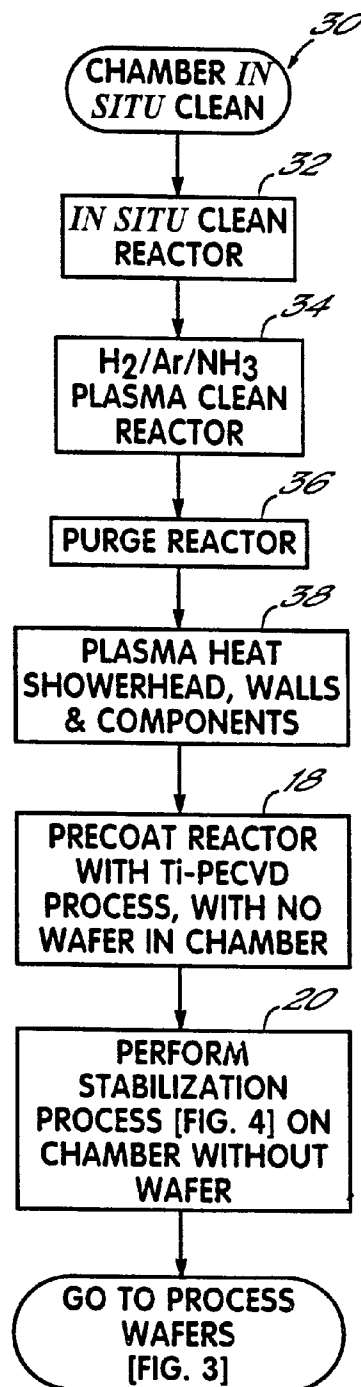 30
CHAMBER IN
SITU CLEAN
32
IN SITU CLEAN
REACTOR
34
H₂/Ar/NH₃
PLASMA CLEAN
REACTOR
36
PURGE REACTOR
38
PLASMA HEAT
SHOWERHEAD, WALLS
& COMPONENTS
18
PRECOAT REACTOR
WITH Ti-PECVD
PROCESS, WITH NO
WAFER IN CHAMBER
20
PERFORM
STABILIZATION
PROCESS [FIG. 4] ON
CHAMBER WITHOUT
WAFER
GO TO PROCESS
WAFERS
[FIG. 3]